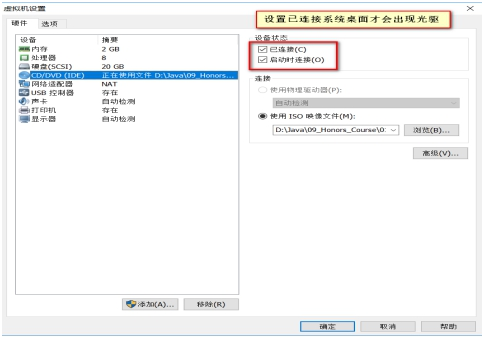 虚拟机设置
设置已连接系统桌面才会出现光驱
硬件 选项
设备 摘要
内存 2 GB
处理器 8
硬盘(SCSI) 20 GB
CD/DVD (IDE) 正在使用文件 D:\Java\09_Honors...
网络适配器 NAT
USB 控制器 存在
声卡 自动检测
打印机 存在
显示器 自动检测
添加(A)... 移除(R)
设备状态
已连接(C)
启动时连接(O)
连接
使用物理驱动器(P):
自动检测
使用 ISO 映像文件(M):
D:\Java\09_Honors_Course\0: 浏览(B)...
高级(V)...
确定 取消 帮助